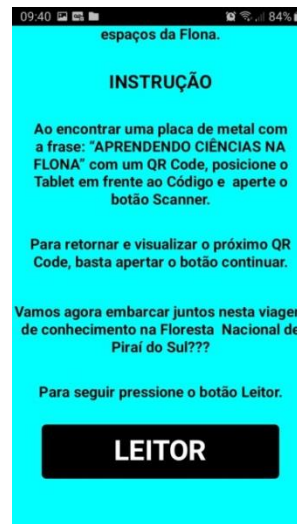 09:40 84%
espaços da Flona.
INSTRUÇÃO
Ao encontrar uma placa de metal com
a frase: “APRENDENDO CIÊNCIAS NA
FLONA” com um QR Code, posicione o
Tablet em frente ao Código e aperte o
botão Scanner.
Para retornar e visualizar o próximo QR
Code, basta apertar o botão continuar.
Vamos agora embarcar juntos nesta viagem
de conhecimento na Floresta Nacional de
Piraí do Sul???
Para seguir pressione o botão Leitor.
LEITOR